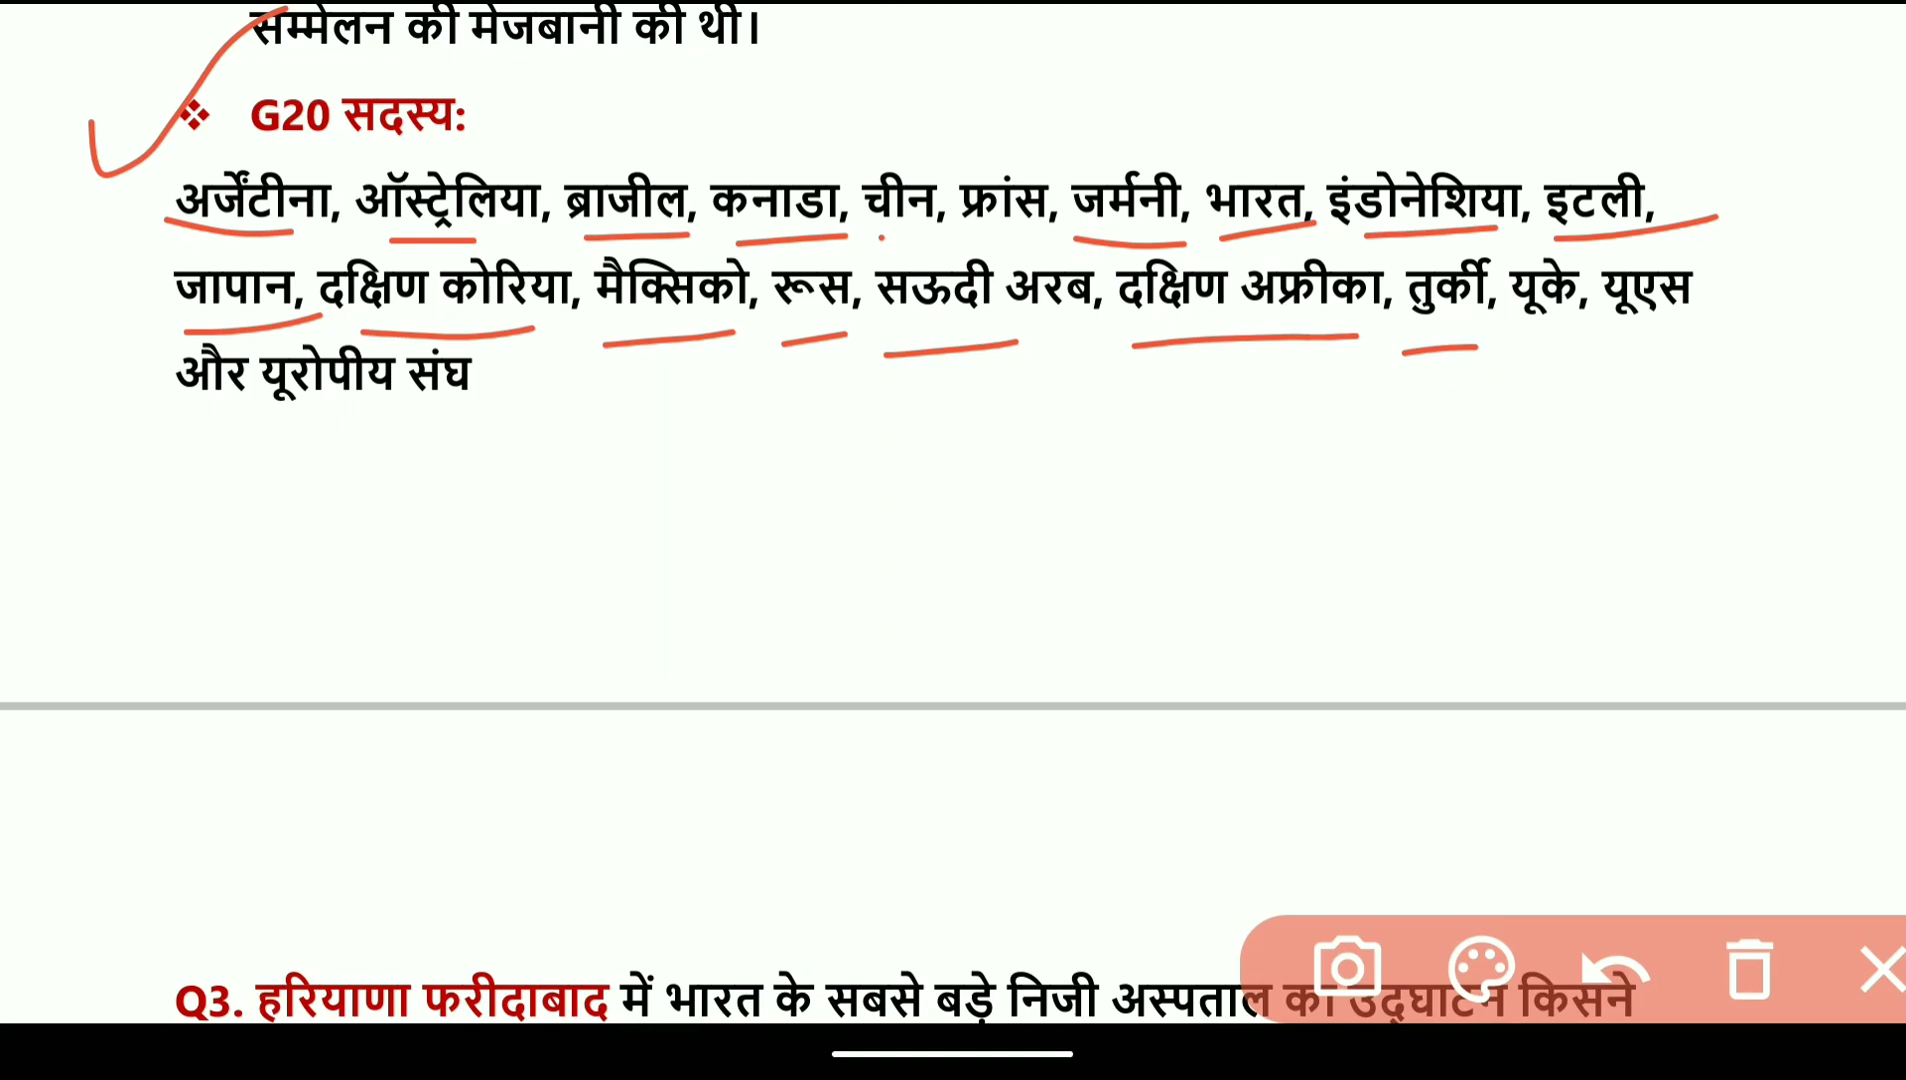 सम्मेलन की मेजबानी की थी।
❖ G20 सदस्य:
अर्जेंटीना, ऑस्ट्रेलिया, ब्राजील, कनाडा, चीन, फ्रांस, जर्मनी, भारत, इंडोनेशिया, इटली,
जापान, दक्षिण कोरिया, मैक्सिको, रूस, सऊदी अरब, दक्षिण अफ्रीका, तुर्की, यूके, यूएस
और यूरोपीय संघ
Q3. हरियाणा फरीदाबाद में भारत के सबसे बड़े निजी अस्पताल का उद्घाटन किसने